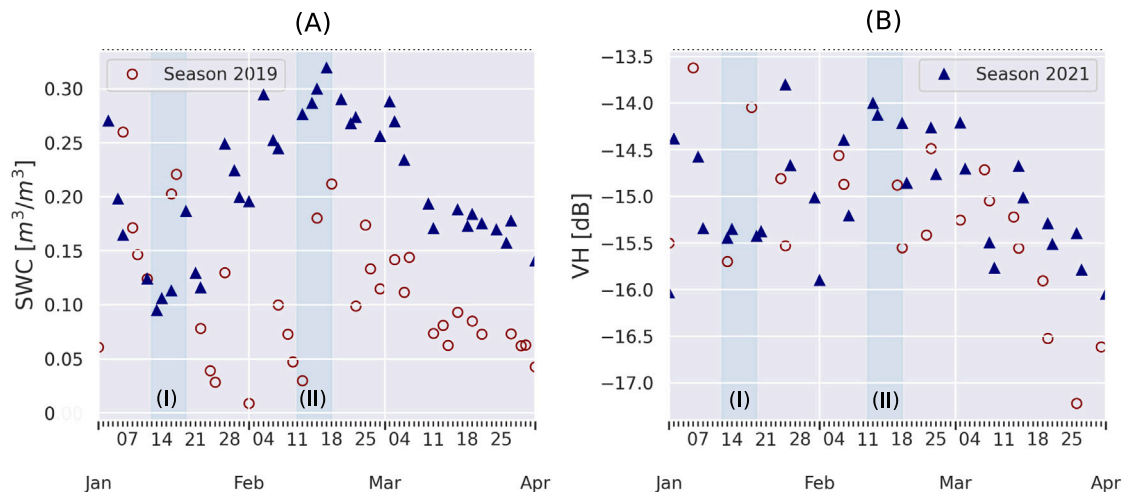 (A)
Season 2019
0.30
0.25
0.20
0.15
0.10
0.05
0.00
SWC [m³/m³]
(I)
(II)
07 14 21 28 04 11 18 25 04 11 18 25
Jan Feb Mar Apr
(B)
Season 2021
−13.5
−14.0
−14.5
−15.0
−15.5
−16.0
−16.5
−17.0
VH [dB]
(I)
(II)
07 14 21 28 04 11 18 25 04 11 18 25
Jan Feb Mar Apr